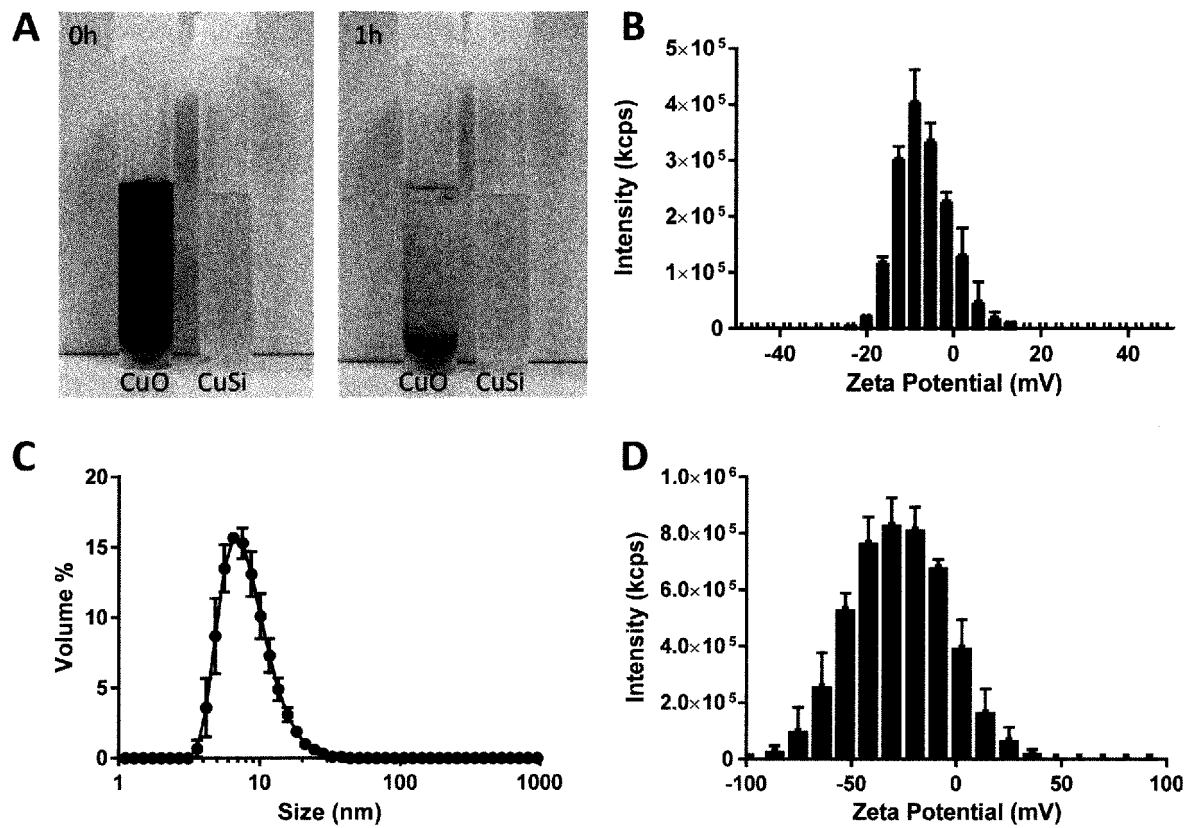 A
0h
1h
CuO CuSi
CuO CuSi
B
5×10⁵
4×10⁵
3×10⁵
2×10⁵
1×10⁵
0
Intensity (kcps)
-40 -20 0 20 40
Zeta Potential (mV)
C
20
15
10
5
0
Volume %
1 10 100 1000
Size (nm)
D
1.0×10⁶
8.0×10⁵
6.0×10⁵
4.0×10⁵
2.0×10⁵
0
Intensity (kcps)
-100 -50 0 50 100
Zeta Potential (mV)